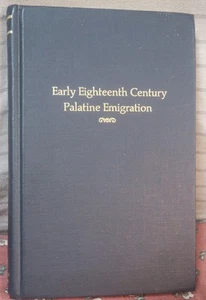 Early Eighteenth Century
Palatine Emigration